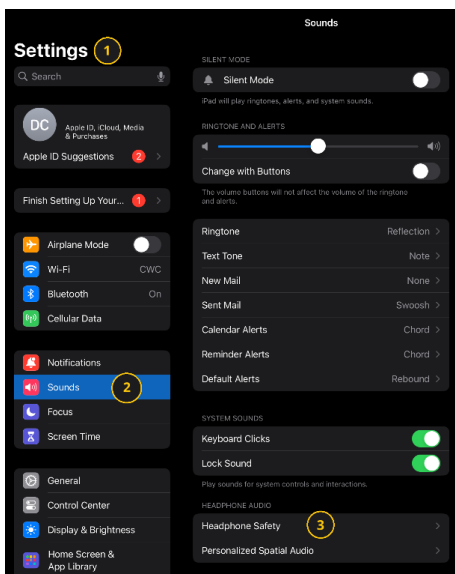 Settings
1
Search
DC
Apple ID, iCloud, Media
& Purchases
Apple ID Suggestions 2
Finish Setting Up Your... 1
Airplane Mode
Wi-Fi CWC
Bluetooth On
Cellular Data
Notifications
Sounds 2
Focus
Screen Time
General
Control Center
Display & Brightness
Home Screen &
App Library
Sounds
SILENT MODE
Silent Mode
iPad will play ringtones, alerts, and system sounds.
RINGTONE AND ALERTS
Change with Buttons
The volume buttons will not affect the volume of the ringtone
and alerts.
Ringtone Reflection
Text Tone Note
New Mail None
Sent Mail Swoosh
Calendar Alerts Chord
Reminder Alerts Chord
Default Alerts Rebound
SYSTEM SOUNDS
Keyboard Clicks
Lock Sound
Play sounds for system controls and interactions.
HEADPHONE AUDIO
Headphone Safety 3
Personalized Spatial Audio